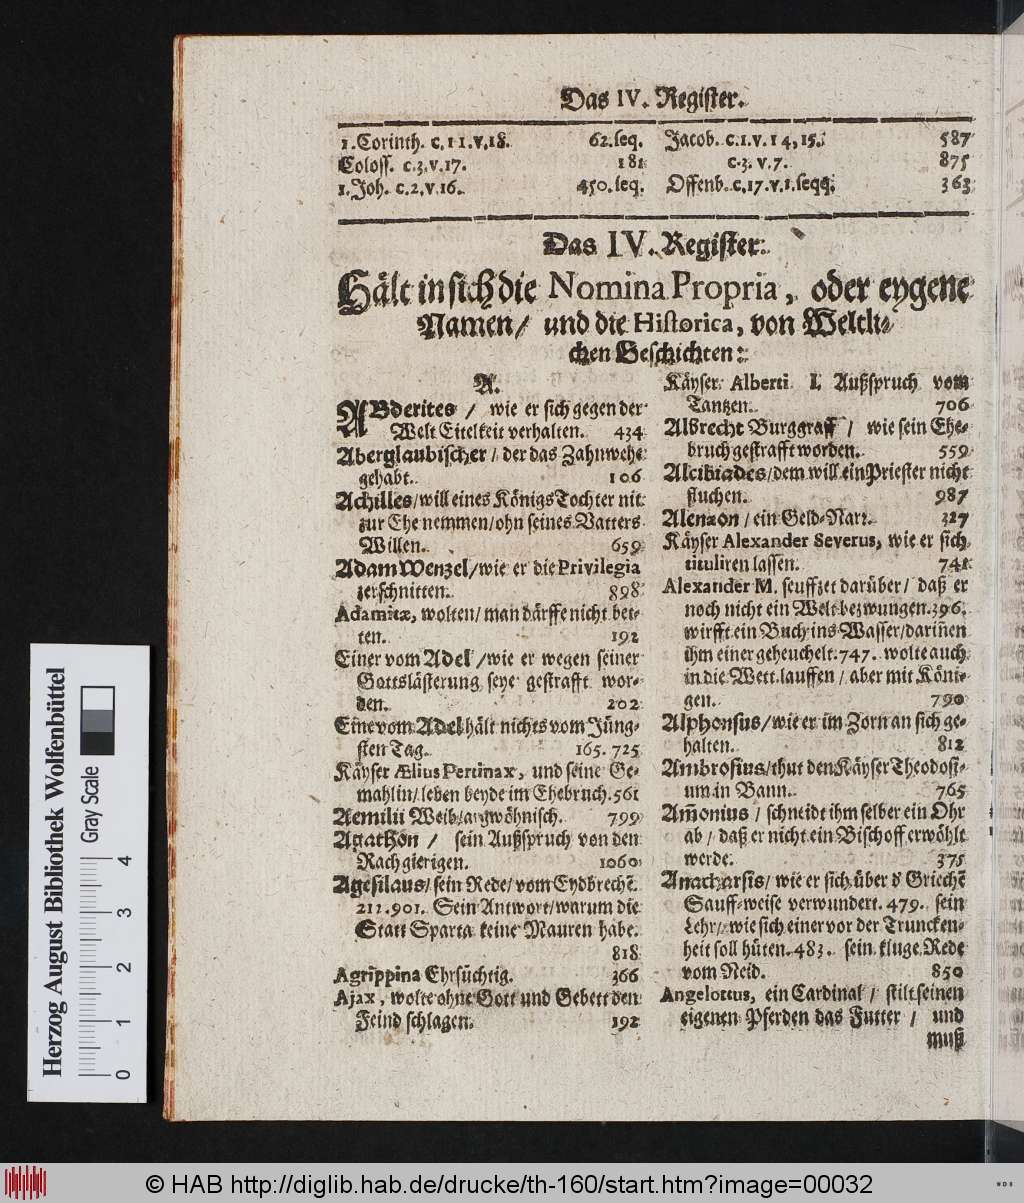 Das IV. Register.
1. Corinth. c. 11. v. 18. 62. seq.
Coloss. c. 3. v. 17. 181
1. Joh. c. 2. v. 16. 450. seq.
Jacob. c. 1. v. 14, 15. 587
c. 3. v. 7. 875
Offenb. c. 17. v. 1. seqq. 363
Das IV. Register:
Hält in sich die Nomina Propria, oder eygene
Namen/ und die Historica, von Weltli-
chen Geschichten:
A.
ABderites / wie er sich gegen der
Welt Eitelkeit verhalten. 434
Aberglaubischer / der das Zahnwehe
gehabt. 106
Achilles/ will eines Königs Tochter nit
zur Ehe nemmen/ ohn seines Vatters
Willen. 659
Adam Wenzel/ wie er die Privilegia
zerschnitten. 898
Adamitæ, wolten/ man därffe nicht bet-
ten. 192
Einer vom Adel / wie er wegen seiner
Gottslästerung seye gestrafft wor-
den. 202
Eine vom Adel hält nichts vom Jüng-
sten Tag. 165. 725
Käyser Ælius Pertinax, und seine Ge-
mahlin/ leben beyde im Ehebruch. 561
Aemilii Weib/ argwöhnisch. 799
Agathon / sein Außspruch von den
Rachgierigen. 1060
Agesilaus/ sein Rede/ vom Eydbrechẽ.
211. 901. Sein Antwort/ warum die
Statt Sparta keine Mauren habe.
818
Agrippina Ehrsüchtig. 366
Ajax, wolte ohne Gott und Gebett den
Feind schlagen. 192
Käyser Alberti I. Außspruch vom
Tantzen. 706
Albrecht Burggraff / wie sein Ehe-
bruch gestrafft worden. 559
Alcibiades/ dem will ein Priester nicht
fluchen. 987
Alenzon / ein Geld-Narr. 327
Käyser Alexander Severus, wie er sich
tituliren lassen. 741
Alexander M. seuffzet darüber/ daß er
noch nicht ein Welt bezwungen. 396.
wirfft ein Buch ins Wasser/ darin̄en
ihm einer geheuchelt. 747. wolte auch
in die Wett lauffen / aber mit Köni-
gen. 790
Alphonsus/ wie er im Zorn an sich ge-
halten. 812
Ambrosius/ thut den Käyser Theodosi-
um in Bann. 765
Am̄onius / schneidt ihm selber ein Ohr
ab / daß er nicht ein Bischoff erwöhlt
werde. 375
Anacharsis/ wie er sich über d' Griechẽ
Sauff-weise verwundert. 479. sein
Lehr/ wie sich einer vor der Truncken-
heit soll hüten. 483. sein kluge Rede
vom Neid. 850
Angelottus, ein Cardinal / stilt seinen
eigenen Pferden das Futter / und
muß
Herzog August Bibliothek Wolfenbüttel
Gray Scale
0 1 2 3 4
© HAB http://diglib.hab.de/drucke/th-160/start.htm?image=00032